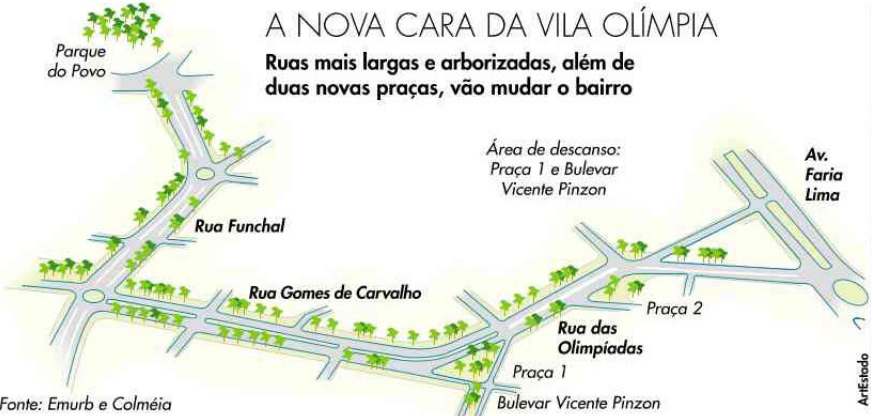 A NOVA CARA DA VILA OLÍMPIA
Ruas mais largas e arborizadas, além de
duas novas praças, vão mudar o bairro
Parque
do Povo
Área de descanso:
Praça 1 e Bulevar
Vicente Pinzon
Av.
Faria
Lima
Rua Funchal
Rua Gomes de Carvalho
Praça 2
Rua das
Olimpíadas
Praça 1
Bulevar Vicente Pinzon
Fonte: Emurb e Colméia
ArtEstado